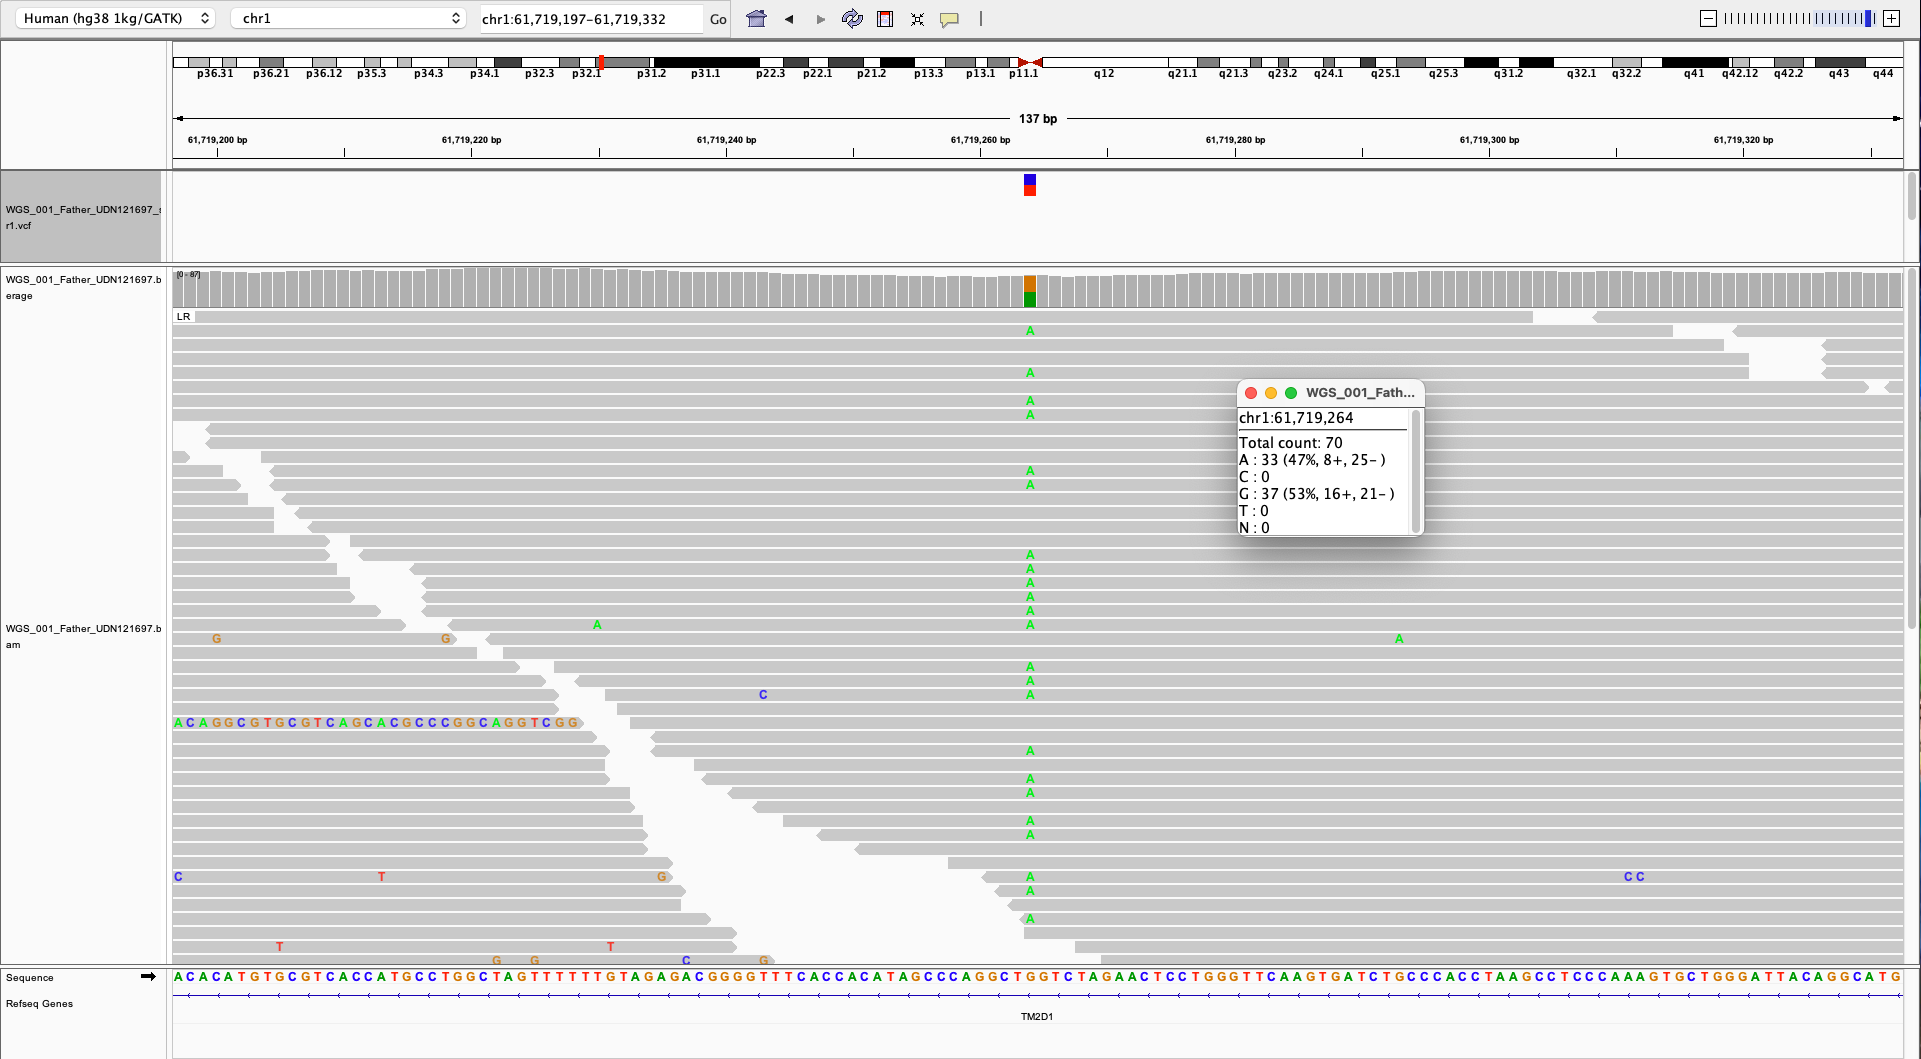 Human (hg38 1kg/GATK)
chr1
chr1:61,719,197-61,719,332
Go
p36.31 p36.21 p36.12 p35.3 p34.3 p34.1 p32.3 p32.1 p31.2 p31.1 p22.3 p22.1 p21.2 p13.3 p13.1 p11.1 q12 q21.1 q21.3 q23.2 q24.1 q25.1 q25.3 q31.2 q32.1 q32.2 q41 q42.12 q42.2 q43 q44
137 bp
61,719,200 bp 61,719,220 bp 61,719,240 bp 61,719,260 bp 61,719,280 bp 61,719,300 bp 61,719,320 bp
WGS_001_Father_UDN121697_s
r1.vcf
WGS_001_Father_UDN121697.b
erage
[0 - 87]
LR
A
A
A
A
WGS_001_Fath...
chr1:61,719,264
Total count: 70
A : 33 (47%, 8+, 25- )
C : 0
G : 37 (53%, 16+, 21- )
T : 0
N : 0
A
A
A
A
A
A
A
A A
WGS_001_Father_UDN121697.b
am
G G A
A
A
C A
A C A G G C G T G C G T C A G C A C G C C C G G C A G G T C G G
A
A
A
A
A
C T G A C C
A
A
T T
G G C G
Sequence
A C A C A T G T G C G T C A C C A T G C C T G G C T A G T T T T T T G T A G A G A C G G G G T T T C A C C A C A T A G C C C A G G C T G G T C T A G A A C T C C T G G G T T C A A G T G A T C T G C C C A C C T A A G C C T C C C A A A G T G C T G G G A T T A C A G G C A T G
Refseq Genes
TM2D1